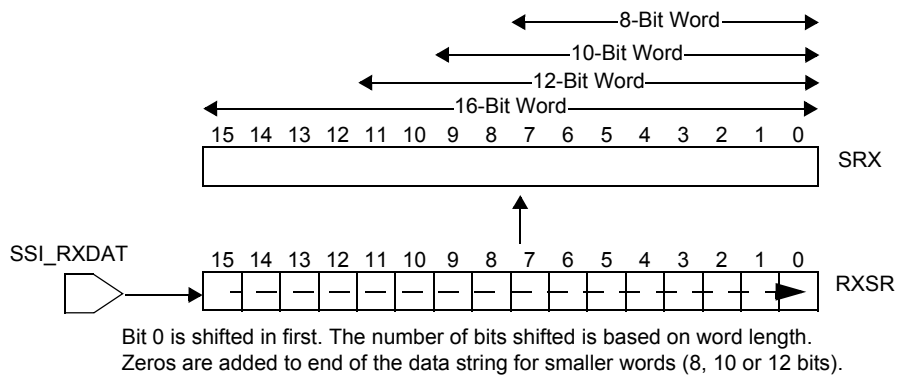 8-Bit Word
10-Bit Word
12-Bit Word
16-Bit Word
15 14 13 12 11 10 9 8 7 6 5 4 3 2 1 0
SRX
SSI_RXDAT
15 14 13 12 11 10 9 8 7 6 5 4 3 2 1 0
RXSR
Bit 0 is shifted in first. The number of bits shifted is based on word length.
Zeros are added to end of the data string for smaller words (8, 10 or 12 bits).